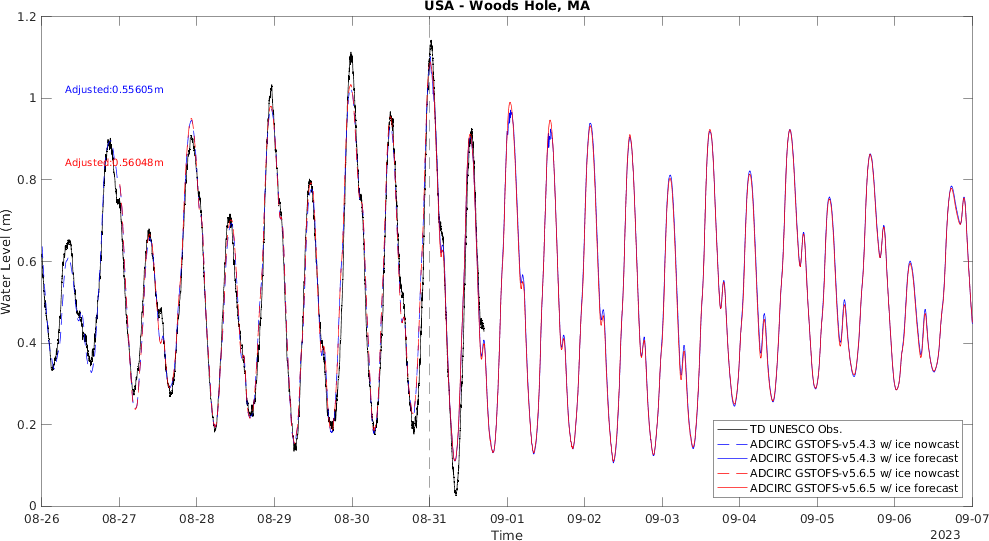 USA - Woods Hole, MA
Water Level (m)
1.2
1
0.8
0.6
0.4
0.2
0
Adjusted:0.55605m
Adjusted:0.56048m
TD UNESCO Obs.
ADCIRC GSTOFS-v5.4.3 w/ ice nowcast
ADCIRC GSTOFS-v5.4.3 w/ ice forecast
ADCIRC GSTOFS-v5.6.5 w/ ice nowcast
ADCIRC GSTOFS-v5.6.5 w/ ice forecast
08-26 08-27 08-28 08-29 08-30 08-31 09-01 09-02 09-03 09-04 09-05 09-06 09-07
Time
2023